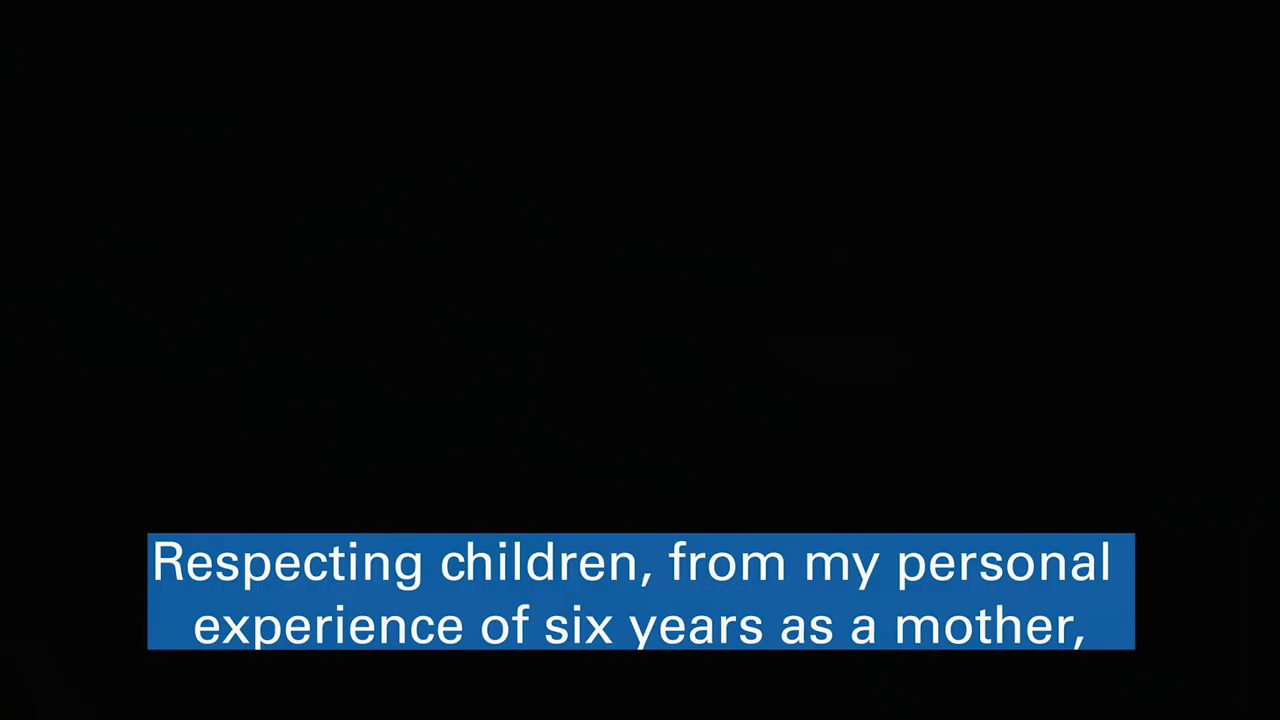 Respecting children, from my personal
experience of six years as a mother,